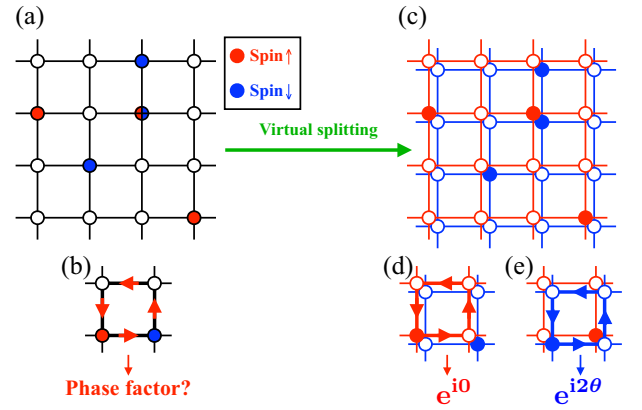 (a)
(c)
Spin↑
Spin↓
Virtual splitting
(b)
(d)
(e)
Phase factor?
e^{i0}
e^{i2θ}